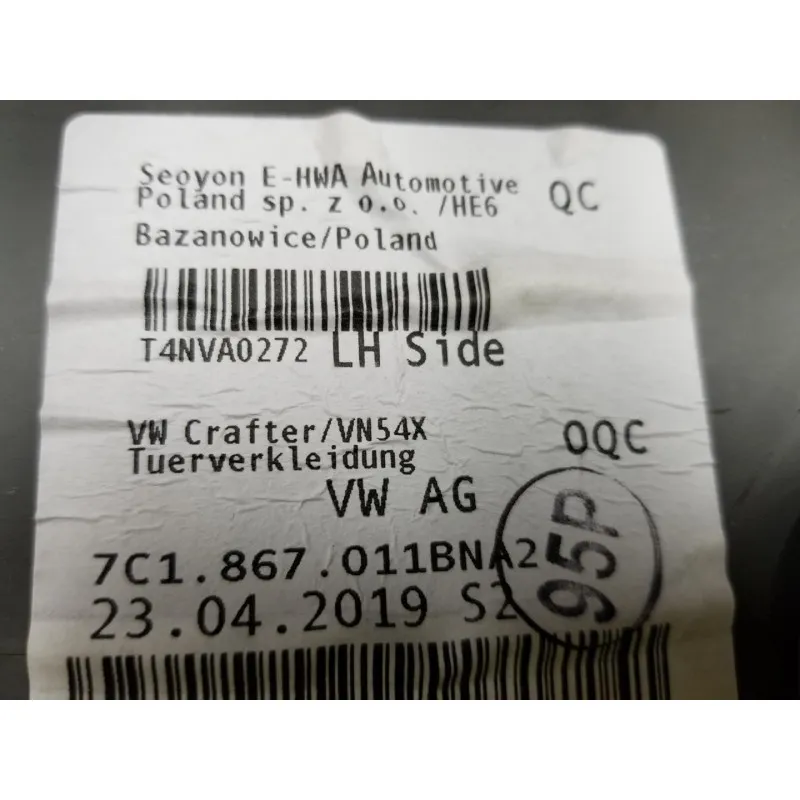 Seoyon E-HWA Automotive
Poland sp. z o.o. /HE6
QC
Bazanowice/Poland
T4NVA0272 LH Side
VW Crafter/VN54X
OQC
Tuerverkleidung
VW AG
7C1.867.011BNA2
23.04.2019 S2
95P